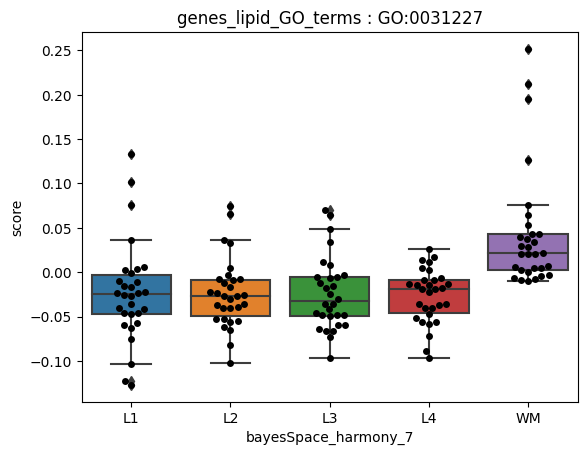 genes_lipid_GO_terms : GO:0031227
0.25
0.20
0.15
0.10
0.05
0.00
−0.05
−0.10
score
L1 L2 L3 L4 WM
bayesSpace_harmony_7